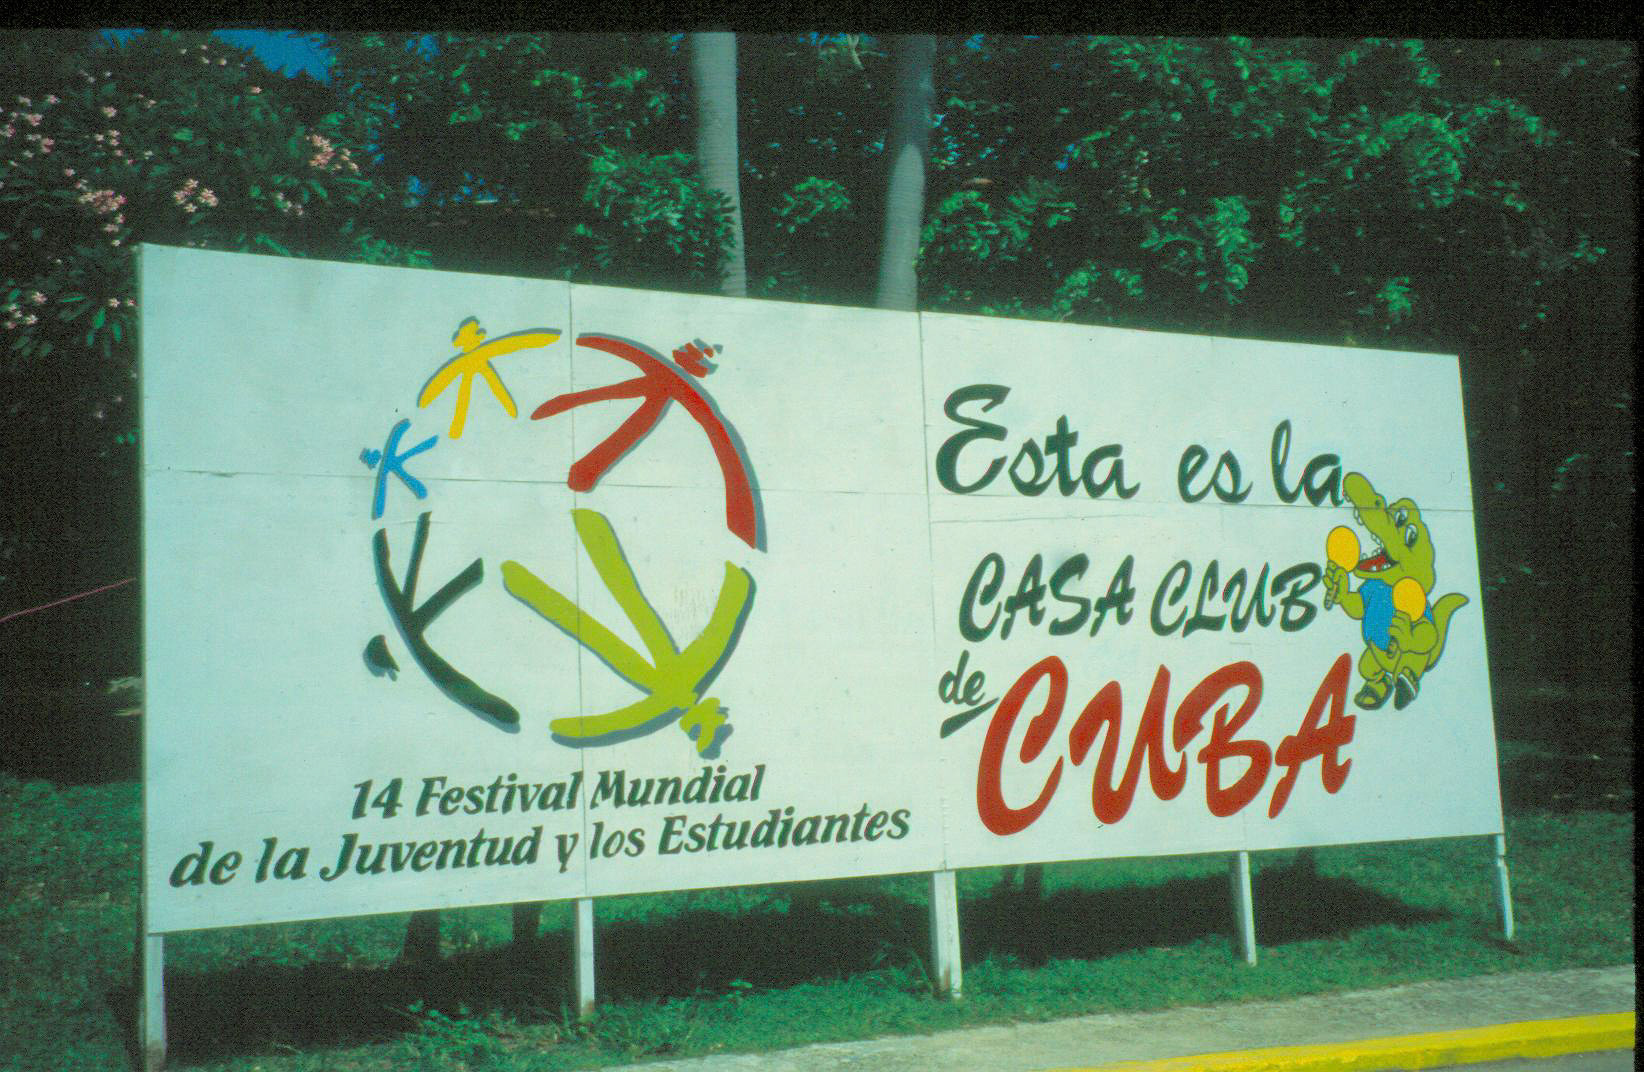 14 Festival Mundial
de la Juventud y los Estudiantes
Esta es la
CASA CLUB
de CUBA